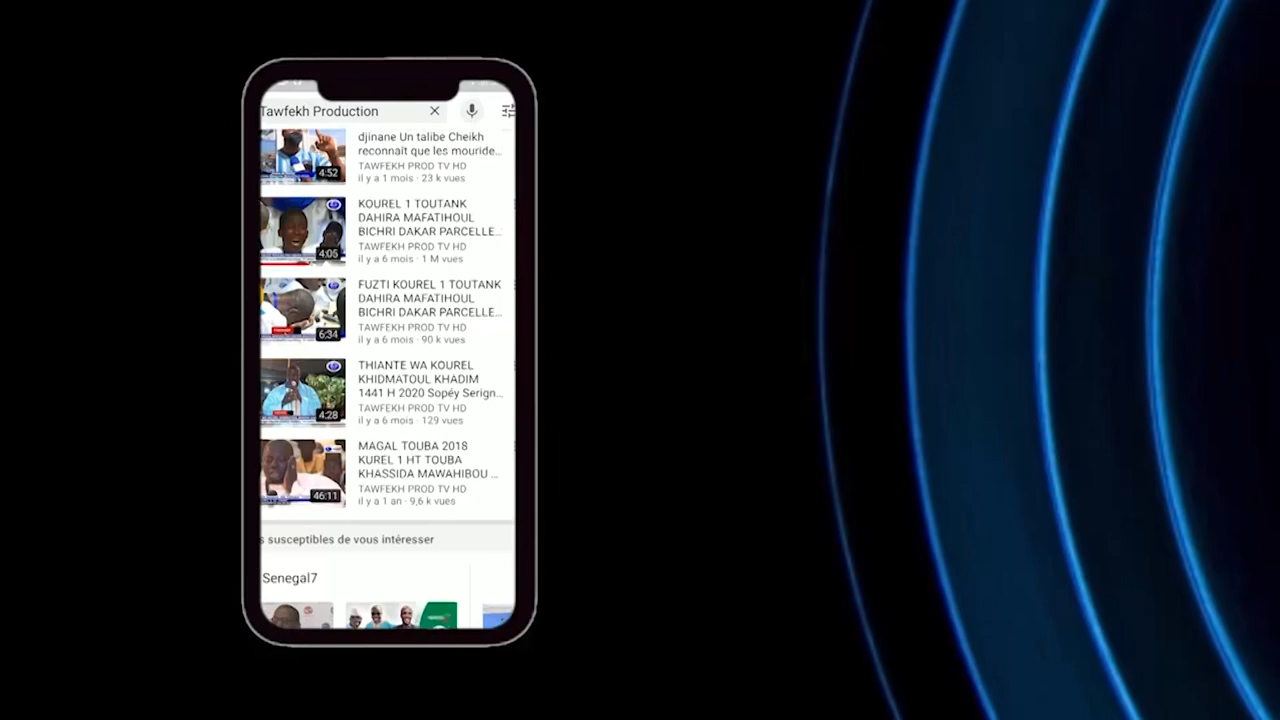 Tawfekh Production
djinane Un talibe Cheikh
reconnaît que les mouride...
TAWFEKH PROD TV HD
il y a 1 mois · 23 k vues
4:52
KOUREL 1 TOUTANK
DAHIRA MAFATIHOUL
BICHRI DAKAR PARCELLE...
TAWFEKH PROD TV HD
il y a 6 mois · 1 M vues
4:05
FUZTI KOUREL 1 TOUTANK
DAHIRA MAFATIHOUL
BICHRI DAKAR PARCELLE...
TAWFEKH PROD TV HD
il y a 6 mois · 90 k vues
6:34
THIANTE WA KOUREL
KHIDMATOUL KHADIM
1441 H 2020 Sopéy Serign...
TAWFEKH PROD TV HD
il y a 6 mois · 129 vues
4:28
MAGAL TOUBA 2018
KUREL 1 HT TOUBA
KHASSIDA MAWAHIBOU ...
TAWFEKH PROD TV HD
il y a 1 an · 9,6 k vues
46:11
s susceptibles de vous intéresser
Senegal7